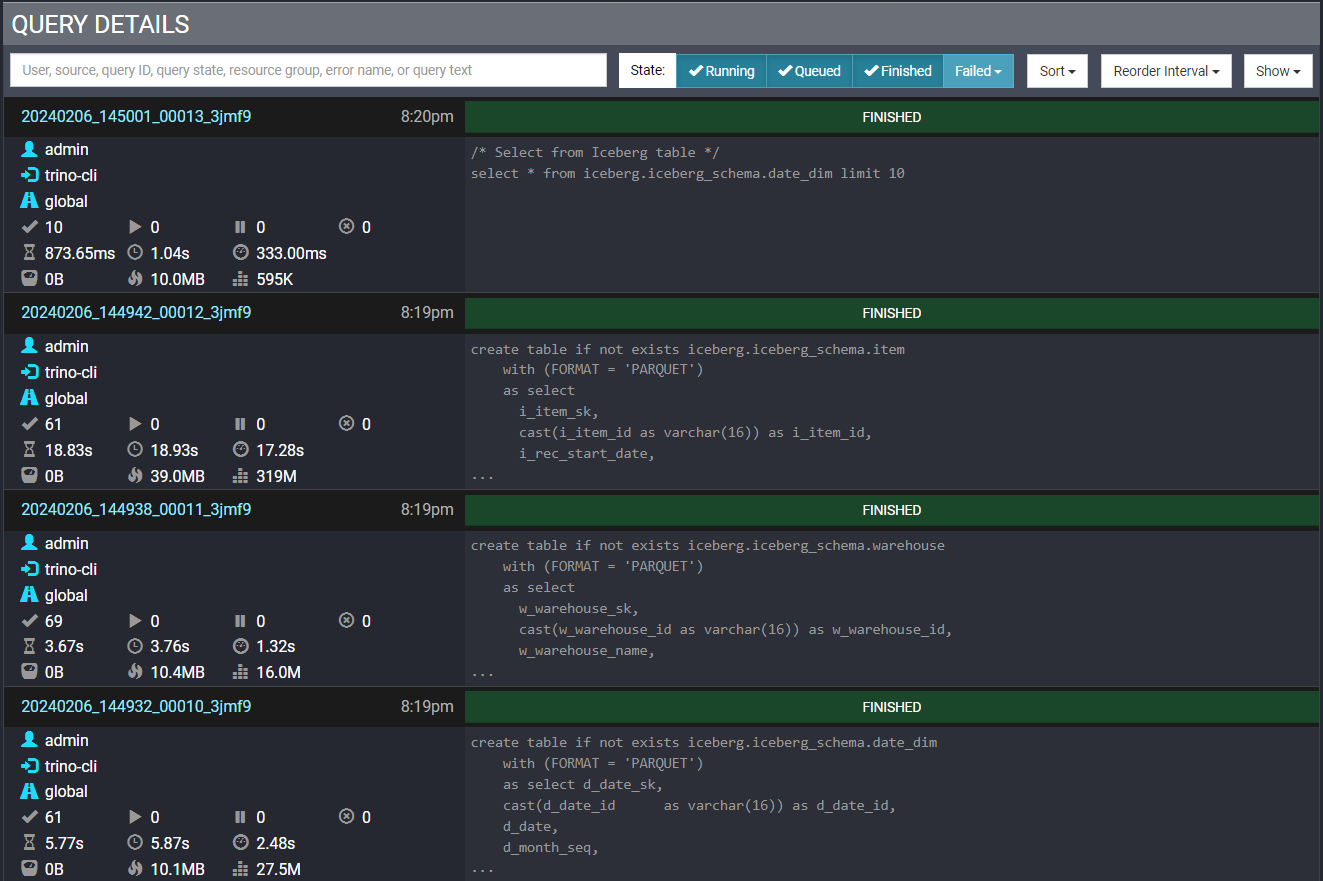 QUERY DETAILS
User, source, query ID, query state, resource group, error name, or query text State: Running Queued Finished Failed Sort Reorder Interval Show
20240206_145001_00013_3jmf9 8:20pm FINISHED
admin
trino-cli
global
10 0 0 0
873.65ms 1.04s 333.00ms
0B 10.0MB 595K
/* Select from Iceberg table */
select * from iceberg.iceberg_schema.date_dim limit 10
20240206_144942_00012_3jmf9 8:19pm FINISHED
admin
trino-cli
global
61 0 0 0
18.83s 18.93s 17.28s
0B 39.0MB 319M
create table if not exists iceberg.iceberg_schema.item
with (FORMAT = 'PARQUET')
as select
i_item_sk,
cast(i_item_id as varchar(16)) as i_item_id,
i_rec_start_date,
...
20240206_144938_00011_3jmf9 8:19pm FINISHED
admin
trino-cli
global
69 0 0 0
3.67s 3.76s 1.32s
0B 10.4MB 16.0M
create table if not exists iceberg.iceberg_schema.warehouse
with (FORMAT = 'PARQUET')
as select
w_warehouse_sk,
cast(w_warehouse_id as varchar(16)) as w_warehouse_id,
w_warehouse_name,
...
20240206_144932_00010_3jmf9 8:19pm FINISHED
admin
trino-cli
global
61 0 0 0
5.77s 5.87s 2.48s
0B 10.1MB 27.5M
create table if not exists iceberg.iceberg_schema.date_dim
with (FORMAT = 'PARQUET')
as select d_date_sk,
cast(d_date_id      as varchar(16)) as d_date_id,
d_date,
d_month_seq,
...